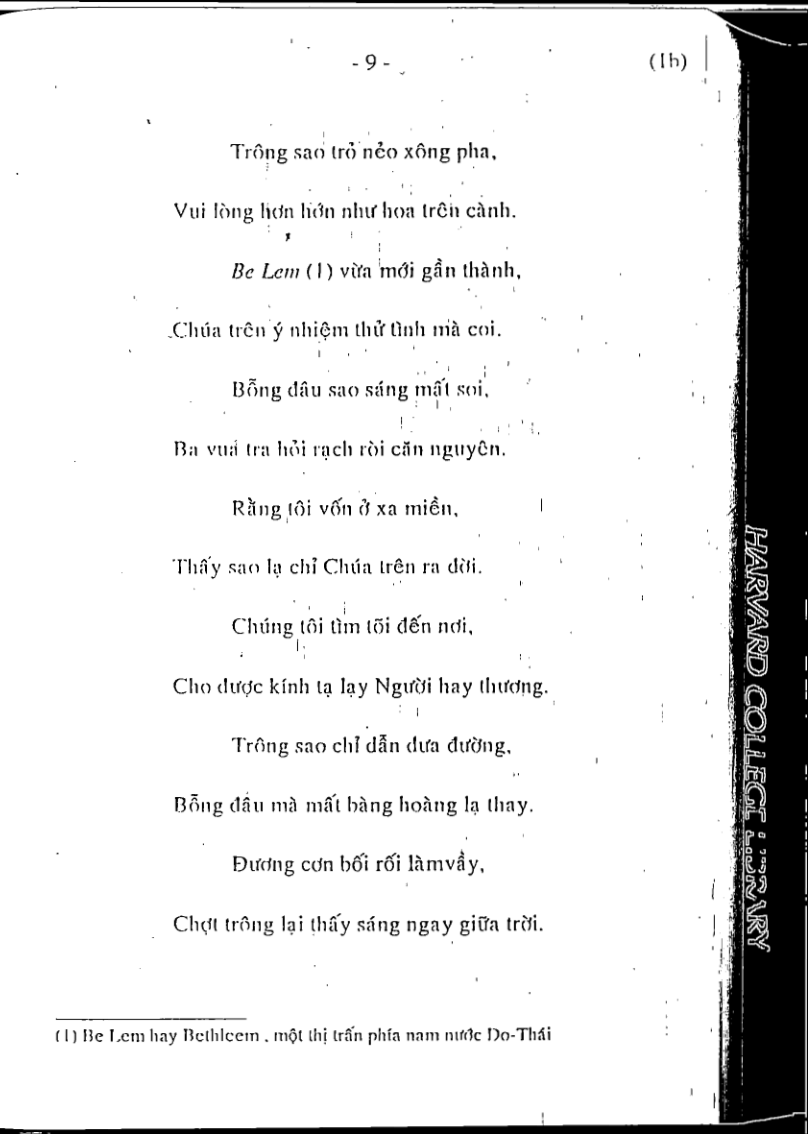 - 9 -
(1b)
Trông sao trỏ nẻo xông pha,
Vui lòng hơn hớn như hoa trên cành.
Be Lem (1) vừa mới gần thành,
Chúa trên ý nhiệm thử tình mà coi.
Bỗng đâu sao sáng mất soi,
Ba vua tra hỏi rạch ròi căn nguyên.
Rằng tôi vốn ở xa miền,
Thấy sao lạ chỉ Chúa trên ra đời.
Chúng tôi tìm tõi đến nơi,
Cho được kính tạ lạy Người hay thương.
Trông sao chỉ dẫn đưa đường,
Bỗng đâu mà mất bàng hoàng lạ thay.
Đương cơn bối rối làmvầy,
Chợt trông lại thấy sáng ngay giữa trời.
(1) Be Lem hay Bethleem , một thị trấn phía nam nước Do-Thái
HARVARD COLLEGE LIBRARY